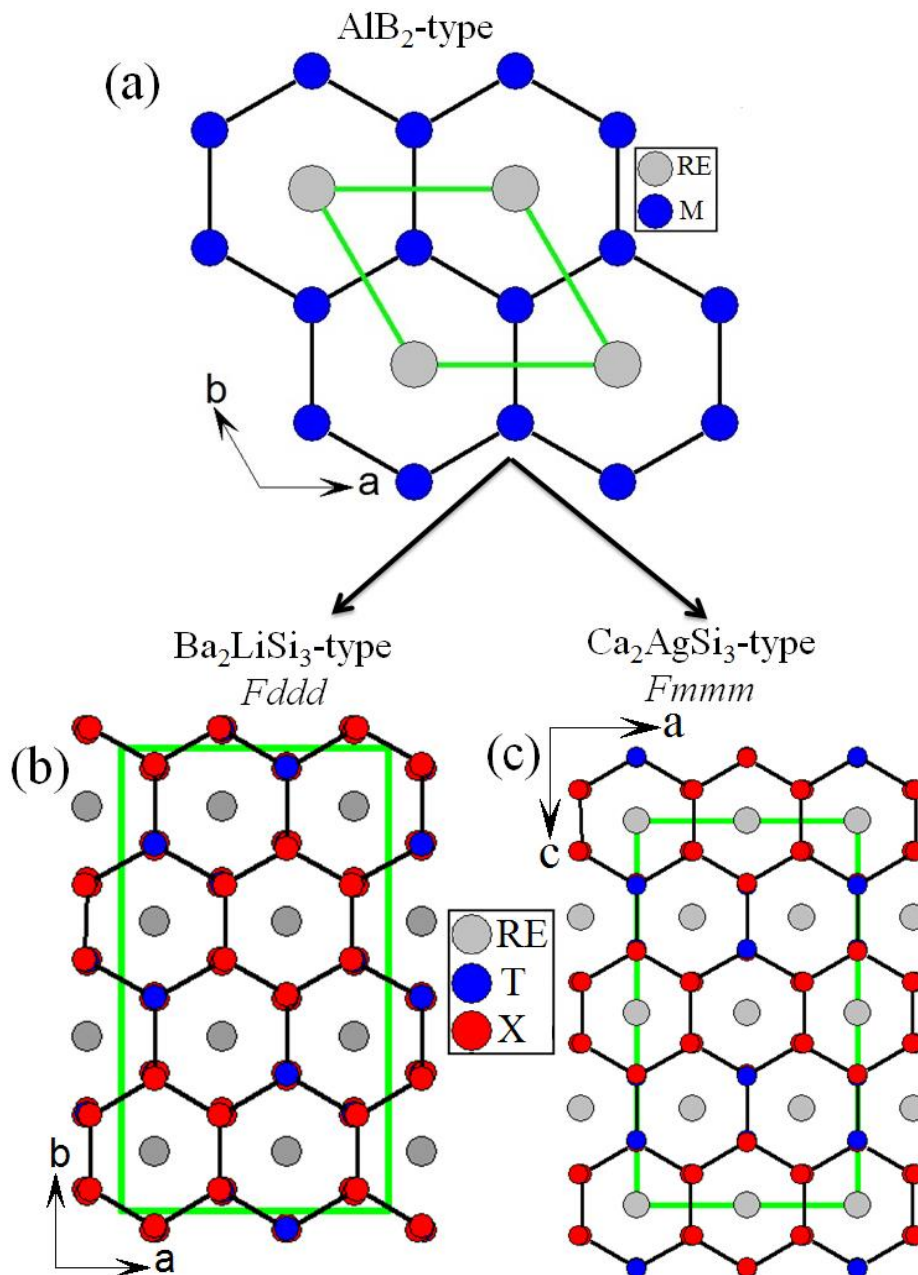 AlB₂-type
(a)
RE
M
b
a
Ba₂LiSi₃-type
Fddd
Ca₂AgSi₃-type
Fmmm
(b)
(c)
a
c
RE
T
X
b
a